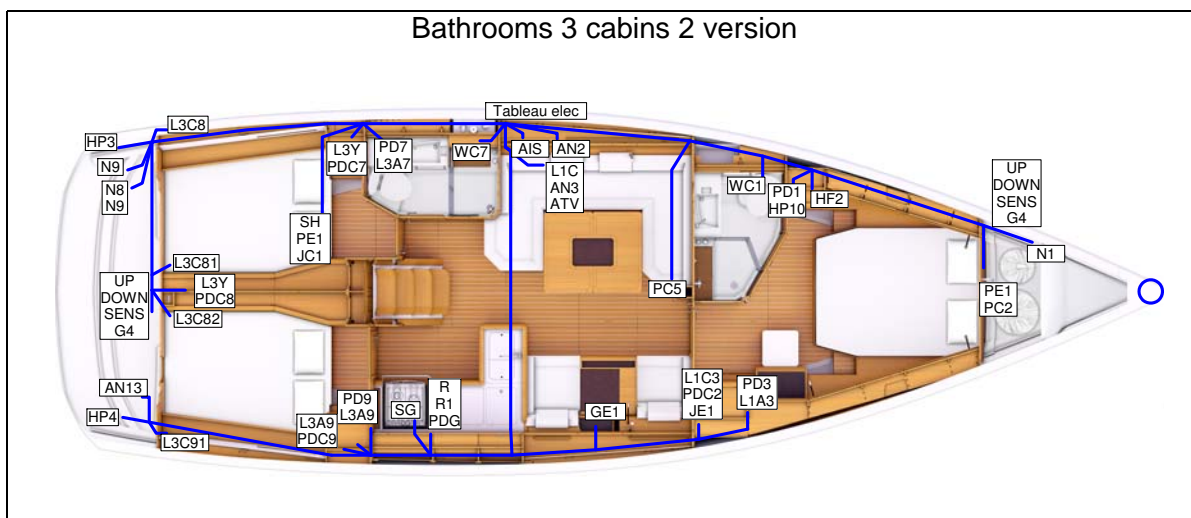 Bathrooms 3 cabins 2 version
Tableau elec
L3C8
HP3
N9
N8
N9
L3Y
PDC7
PD7
L3A7
WC7
AIS
AN2
L1C
AN3
ATV
WC1
PD1
HP10
HF2
UP
DOWN
SENS
G4
N1
SH
PE1
JC1
L3C81
UP
DOWN
SENS
G4
L3Y
PDC8
L3C82
PC5
PE1
PC2
AN13
HP4
L3C91
L3A9
PDC9
PD9
L3A9
SG
R
R1
PDG
GE1
L1C3
PDC2
JE1
PD3
L1A3